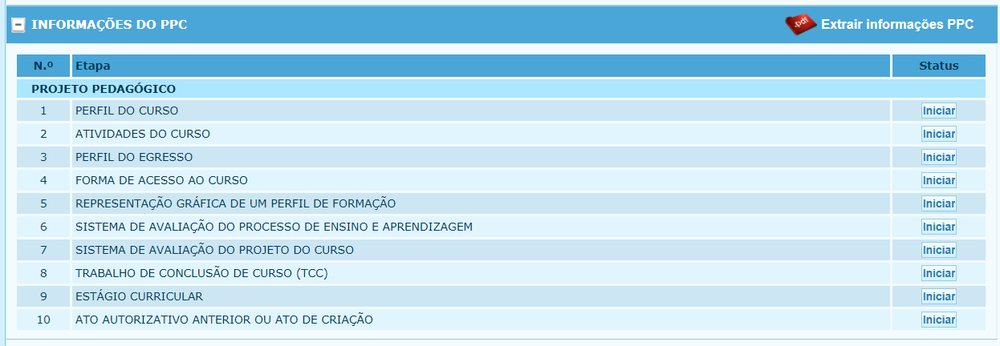 INFORMAÇÕES DO PPC .pdf Extrair informações PPC
N.º Etapa Status
PROJETO PEDAGÓGICO
1 PERFIL DO CURSO Iniciar
2 ATIVIDADES DO CURSO Iniciar
3 PERFIL DO EGRESSO Iniciar
4 FORMA DE ACESSO AO CURSO Iniciar
5 REPRESENTAÇÃO GRÁFICA DE UM PERFIL DE FORMAÇÃO Iniciar
6 SISTEMA DE AVALIAÇÃO DO PROCESSO DE ENSINO E APRENDIZAGEM Iniciar
7 SISTEMA DE AVALIAÇÃO DO PROJETO DO CURSO Iniciar
8 TRABALHO DE CONCLUSÃO DE CURSO (TCC) Iniciar
9 ESTÁGIO CURRICULAR Iniciar
10 ATO AUTORIZATIVO ANTERIOR OU ATO DE CRIAÇÃO Iniciar